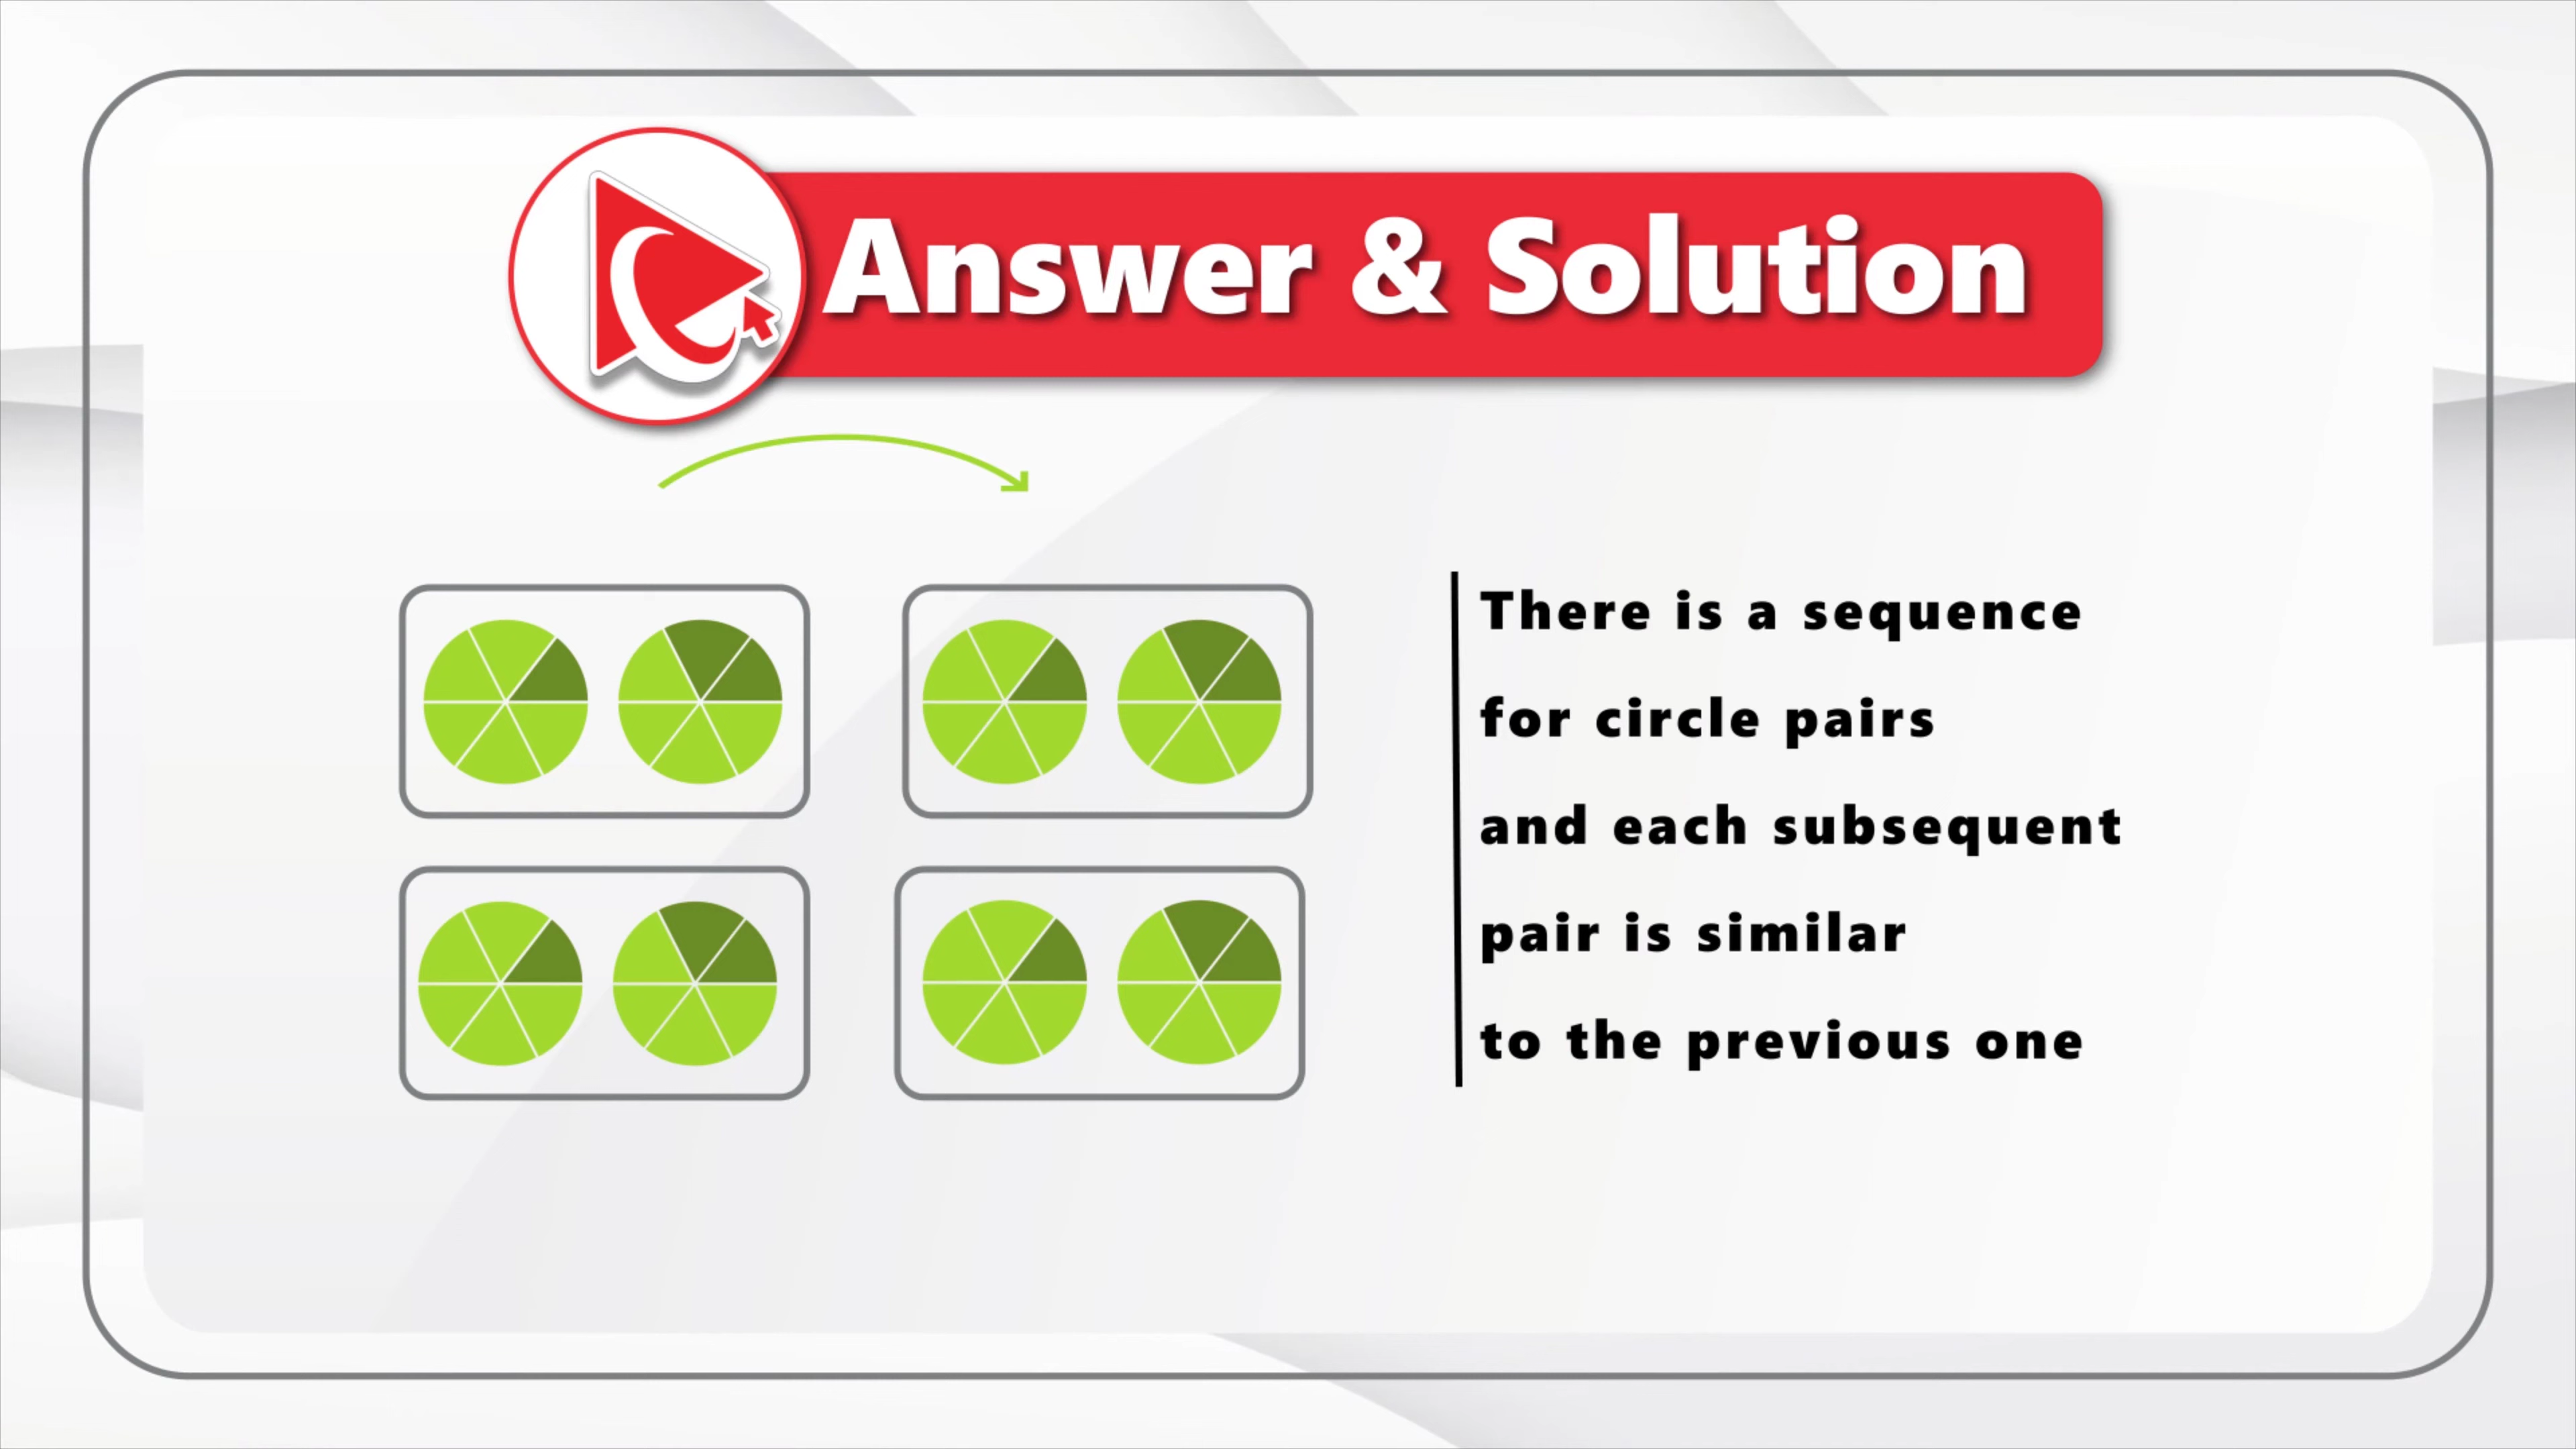 Answer & Solution
There is a sequence
for circle pairs
and each subsequent
pair is similar
to the previous one